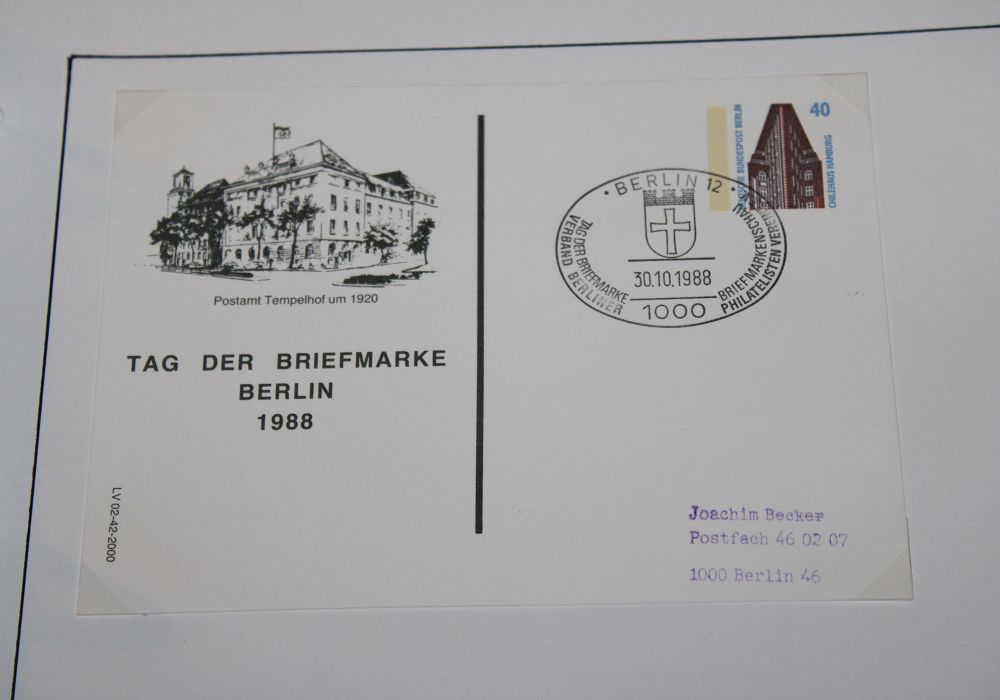 Postamt Tempelhof um 1920
TAG DER BRIEFMARKE
BERLIN
1988
LV 02-42-2000
DEUTSCHE BUNDESPOST BERLIN
40
CHILEHAUS HAMBURG
· BERLIN 12 ·
TAG DER BRIEFMARKE
VERBAND BERLINER
BRIEFMARKENSCHAU
PHILATELISTEN VEREINE
30.10.1988
1000
Joachim Becker
Postfach 46 02 07
1000 Berlin 46